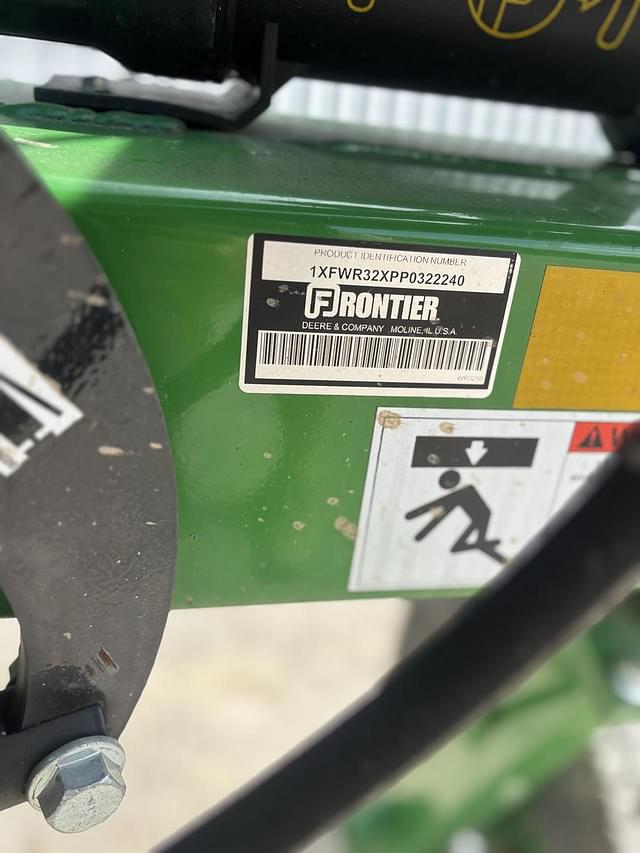 PRODUCT IDENTIFICATION NUMBER
1XFWR32XPP0322240
FRONTIER
DEERE & COMPANY MOLINE, IL U.S.A.